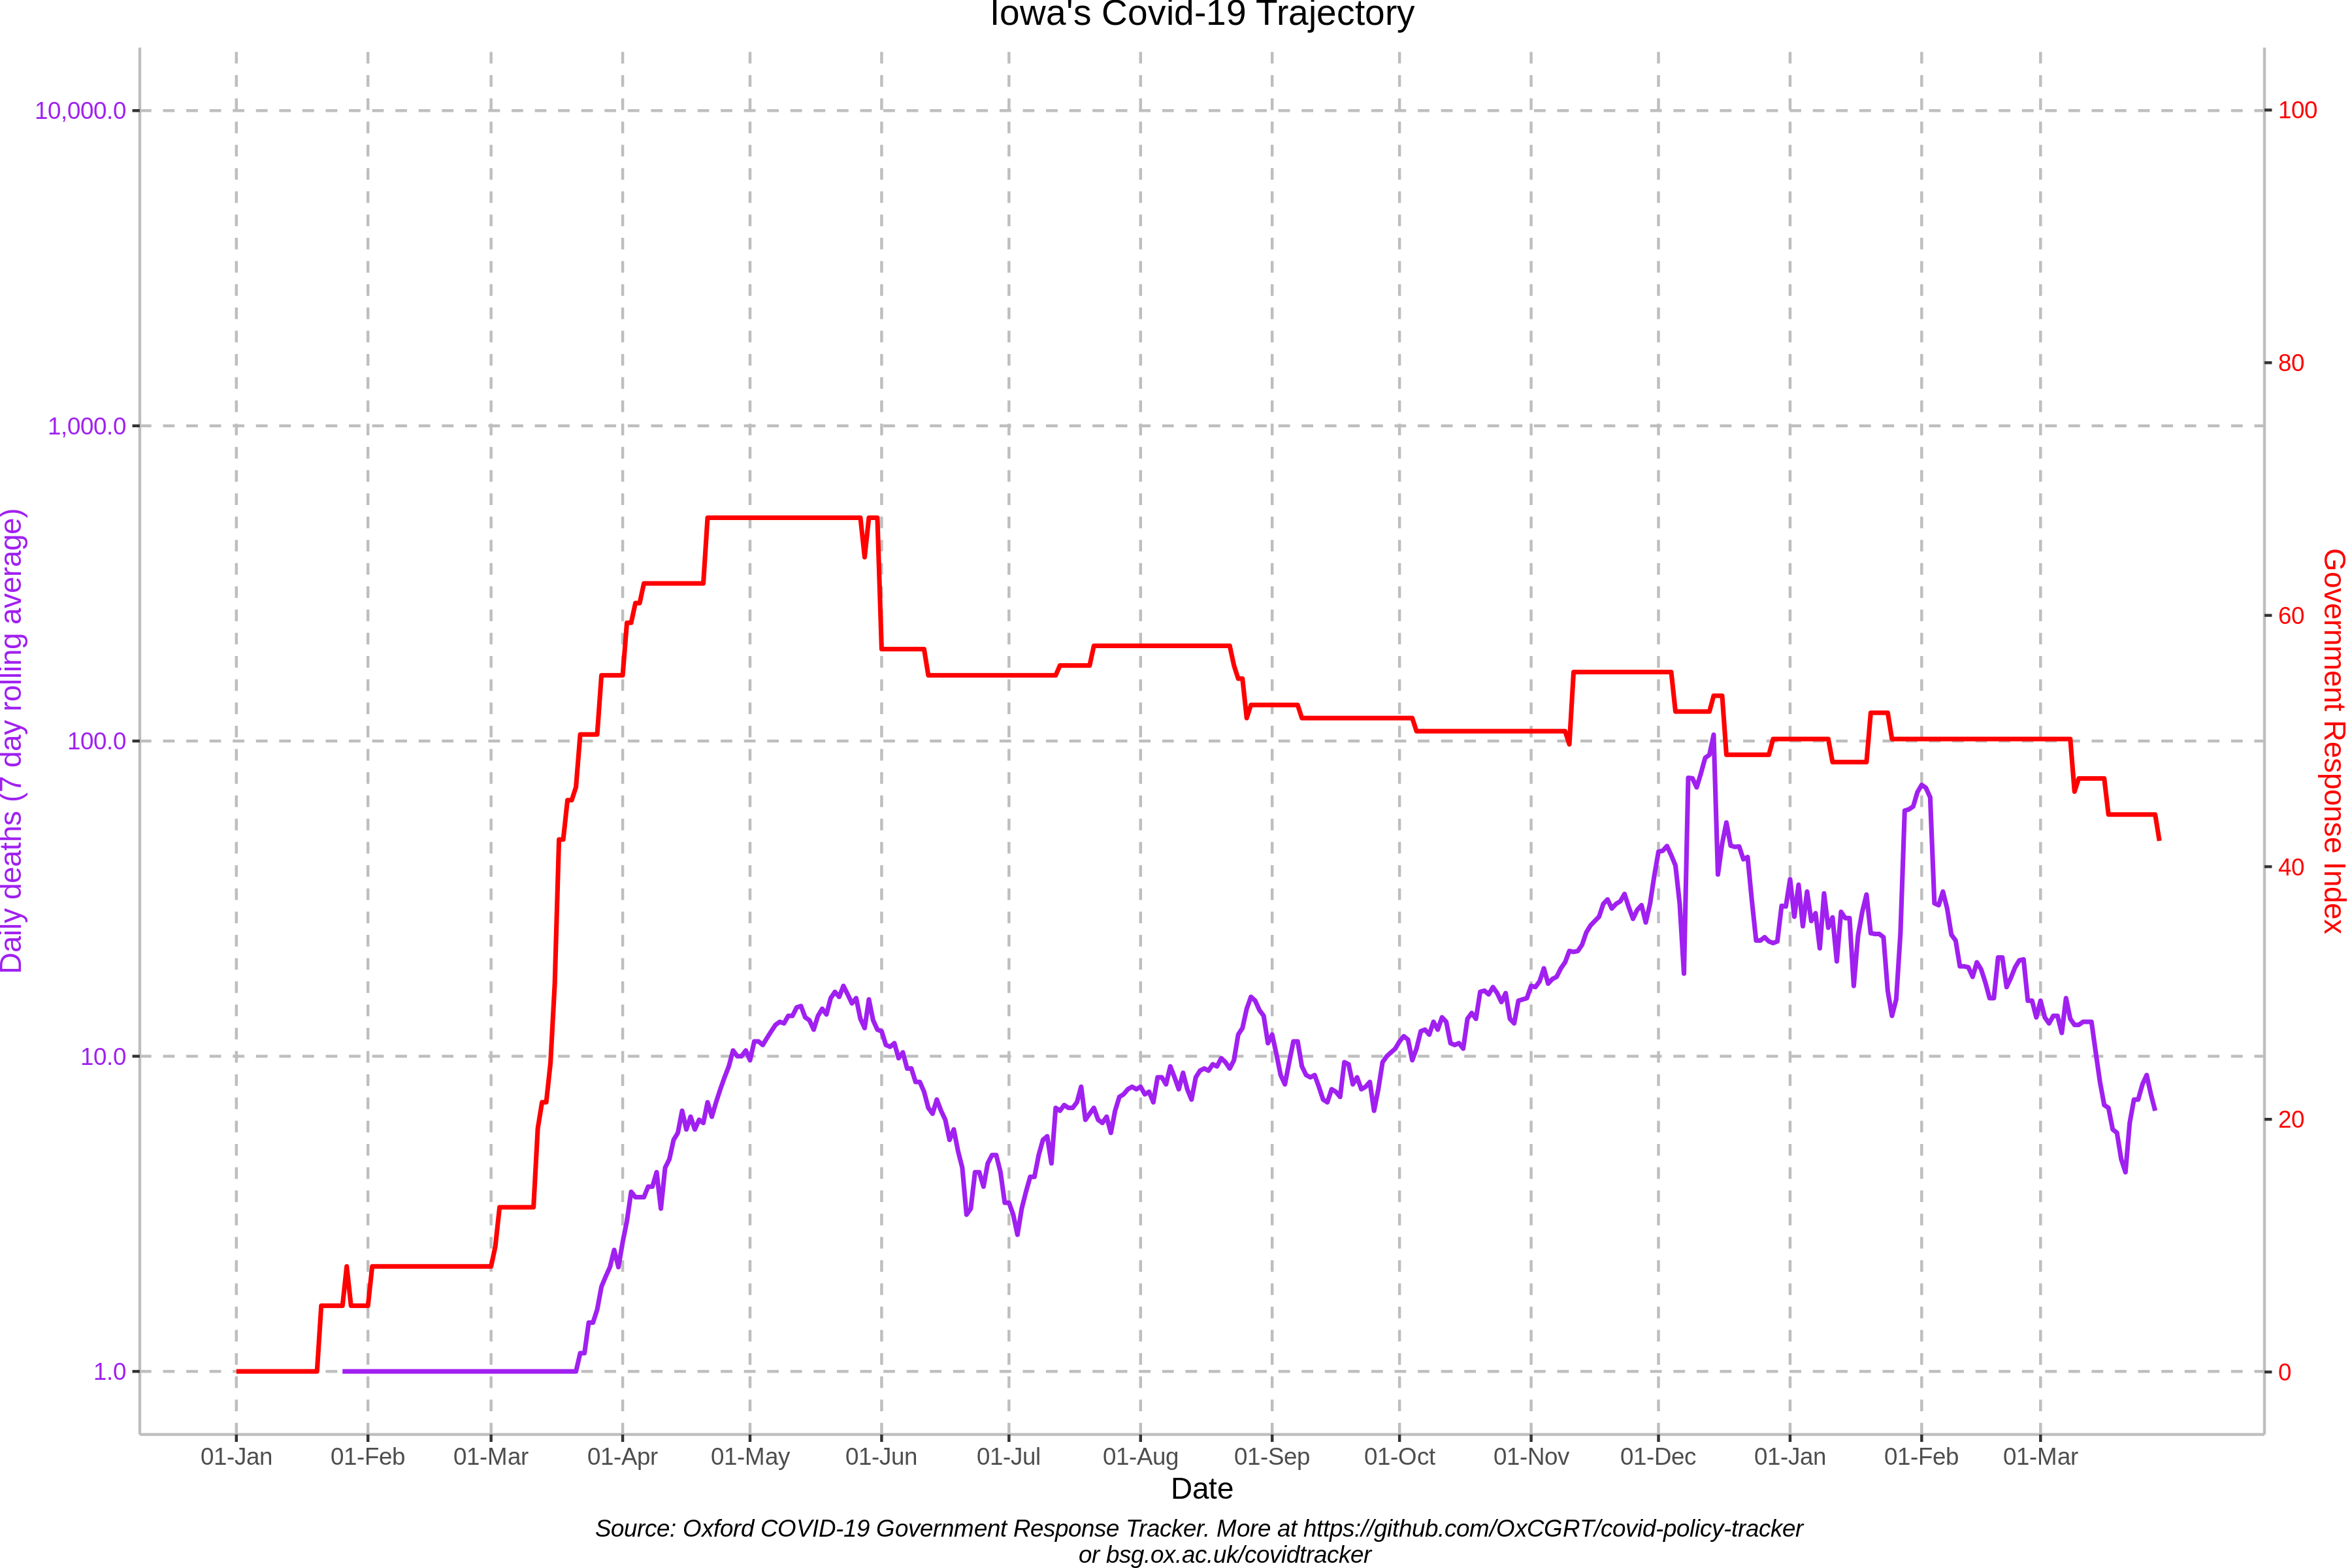 Iowa's Covid-19 Trajectory
10,000.0
1,000.0
100.0
10.0
1.0
Daily deaths (7 day rolling average)
100
80
60
40
20
0
Government Response Index
01-Jan 01-Feb 01-Mar 01-Apr 01-May 01-Jun 01-Jul 01-Aug 01-Sep 01-Oct 01-Nov 01-Dec 01-Jan 01-Feb 01-Mar
Date
Source: Oxford COVID-19 Government Response Tracker. More at https://github.com/OxCGRT/covid-policy-tracker
or bsg.ox.ac.uk/covidtracker